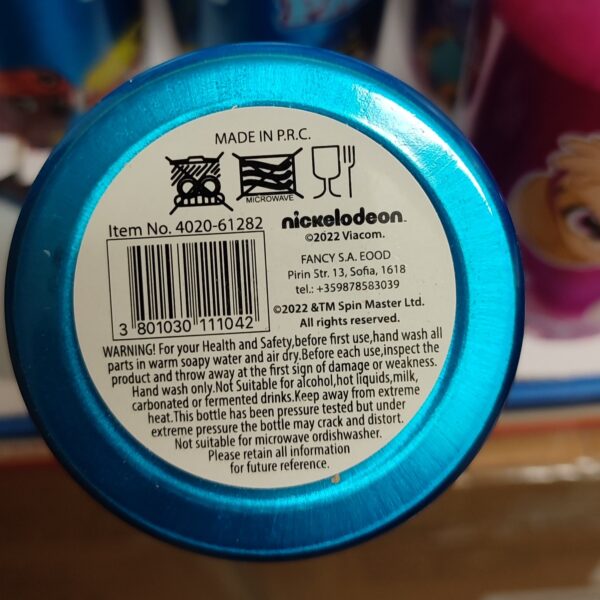 MADE IN P.R.C.
MICROWAVE
Item No. 4020-61282
nickelodeon™
©2022 Viacom.
FANCY S.A. EOOD
Pirin Str. 13, Sofia, 1618
tel.: +359878583039
3 801030 111042
©2022 &TM Spin Master Ltd.
All rights reserved.
WARNING! For your Health and Safety,before first use,hand wash all
parts in warm soapy water and air dry.Before each use,inspect the
product and throw away at the first sign of damage or weakness.
Hand wash only.Not Suitable for alcohol,hot liquids,milk,
carbonated or fermented drinks.Keep away from extreme
heat.This bottle has been pressure tested but under
extreme pressure the bottle may crack and distort.
Not suitable for microwave ordishwasher.
Please retain all information
for future reference.